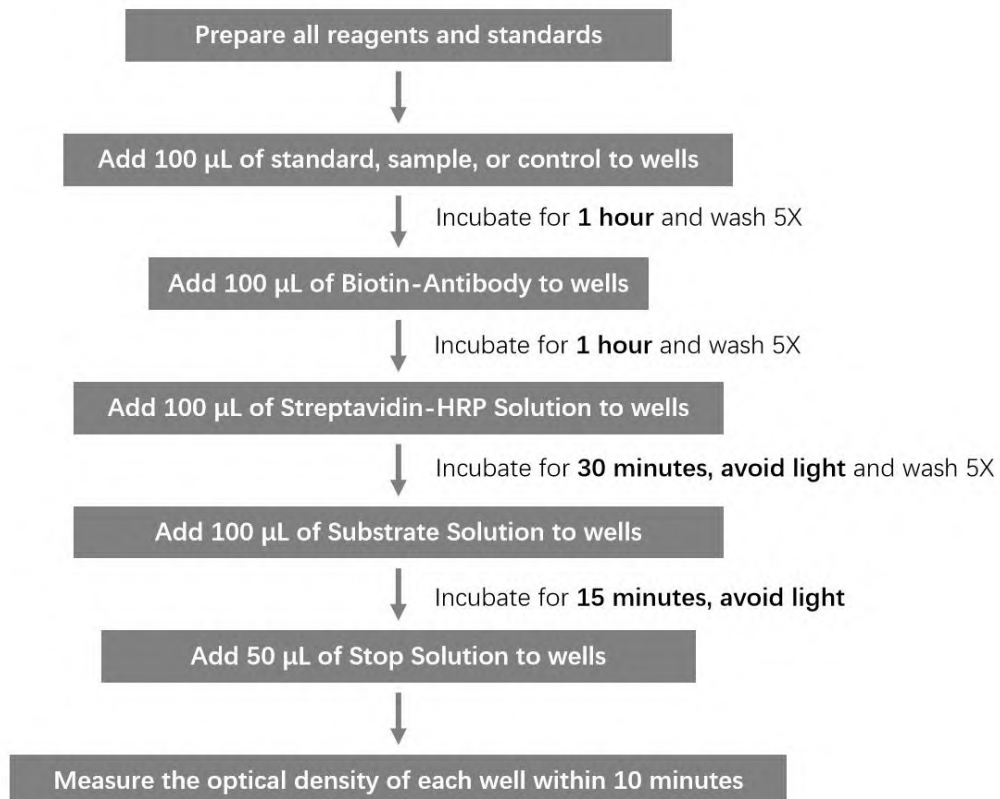 Prepare all reagents and standards
Add 100 μL of standard, sample, or control to wells
Incubate for 1 hour and wash 5X
Add 100 μL of Biotin-Antibody to wells
Incubate for 1 hour and wash 5X
Add 100 μL of Streptavidin-HRP Solution to wells
Incubate for 30 minutes, avoid light and wash 5X
Add 100 μL of Substrate Solution to wells
Incubate for 15 minutes, avoid light
Add 50 μL of Stop Solution to wells
Measure the optical density of each well within 10 minutes